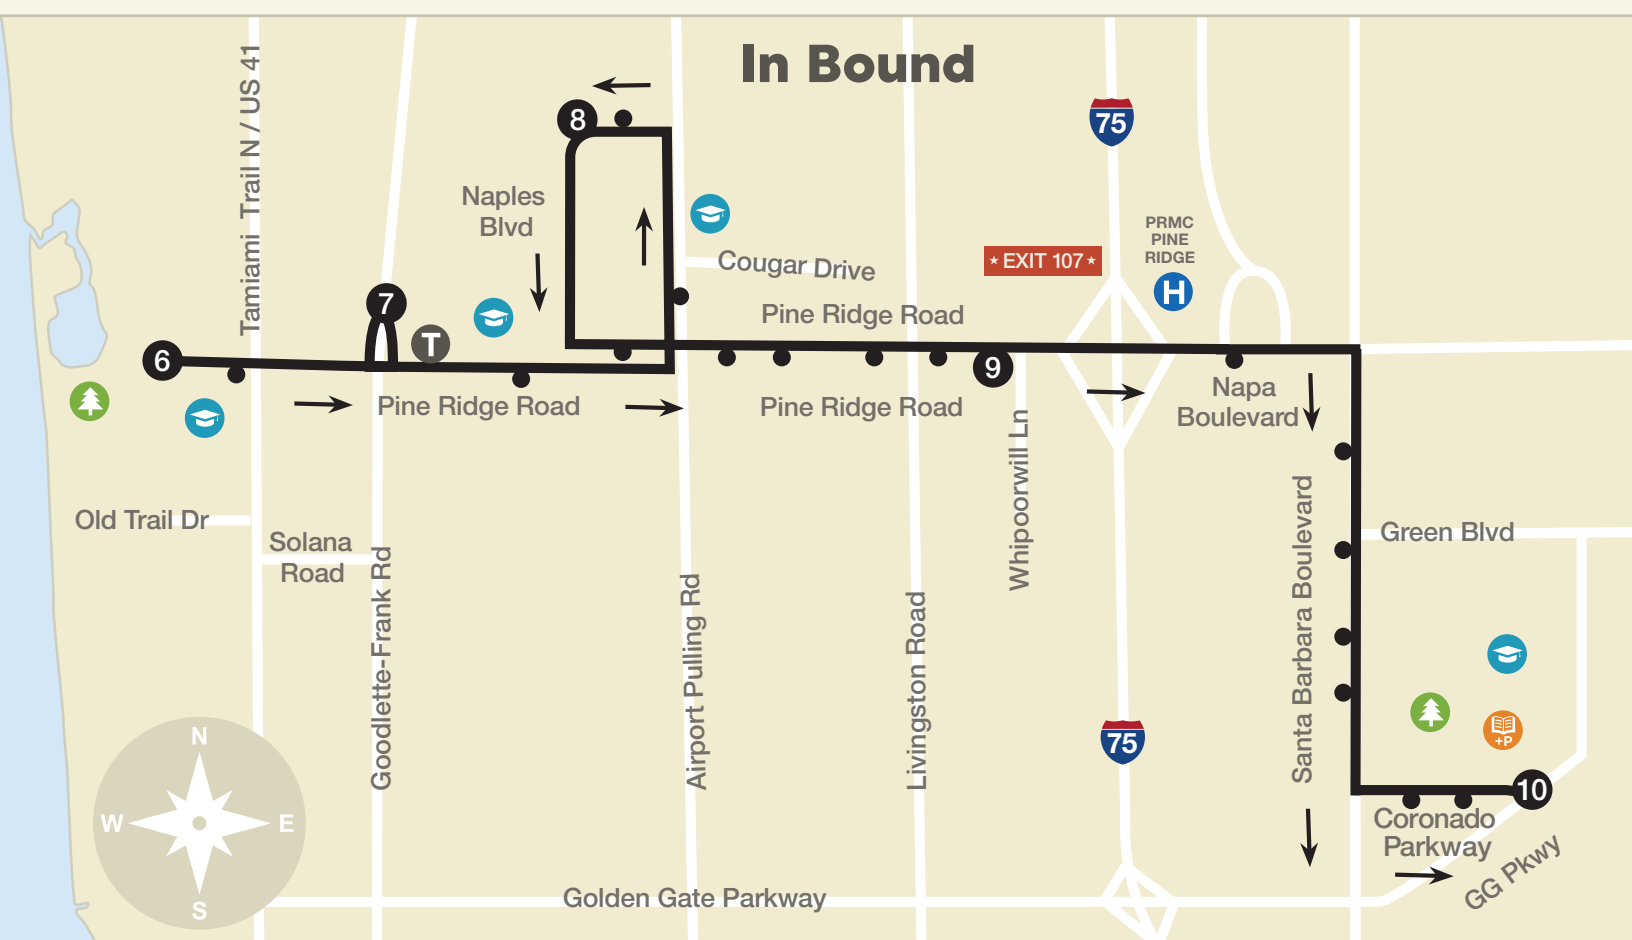 In Bound
Tamiami Trail N / US 41
8
75
Naples
Blvd
PRMC
PINE
RIDGE
Cougar Drive
★ EXIT 107 ★
H
7
Pine Ridge Road
T
6
9
Pine Ridge Road
Pine Ridge Road
Napa
Boulevard
Whipoorwill Ln
Old Trail Dr
Solana
Road
Green Blvd
Goodlette-Frank Rd
Airport Pulling Rd
Livingston Road
Santa Barbara Boulevard
75
+P
10
Coronado
Parkway
GG Pkwy
Golden Gate Parkway
N
W
E
S